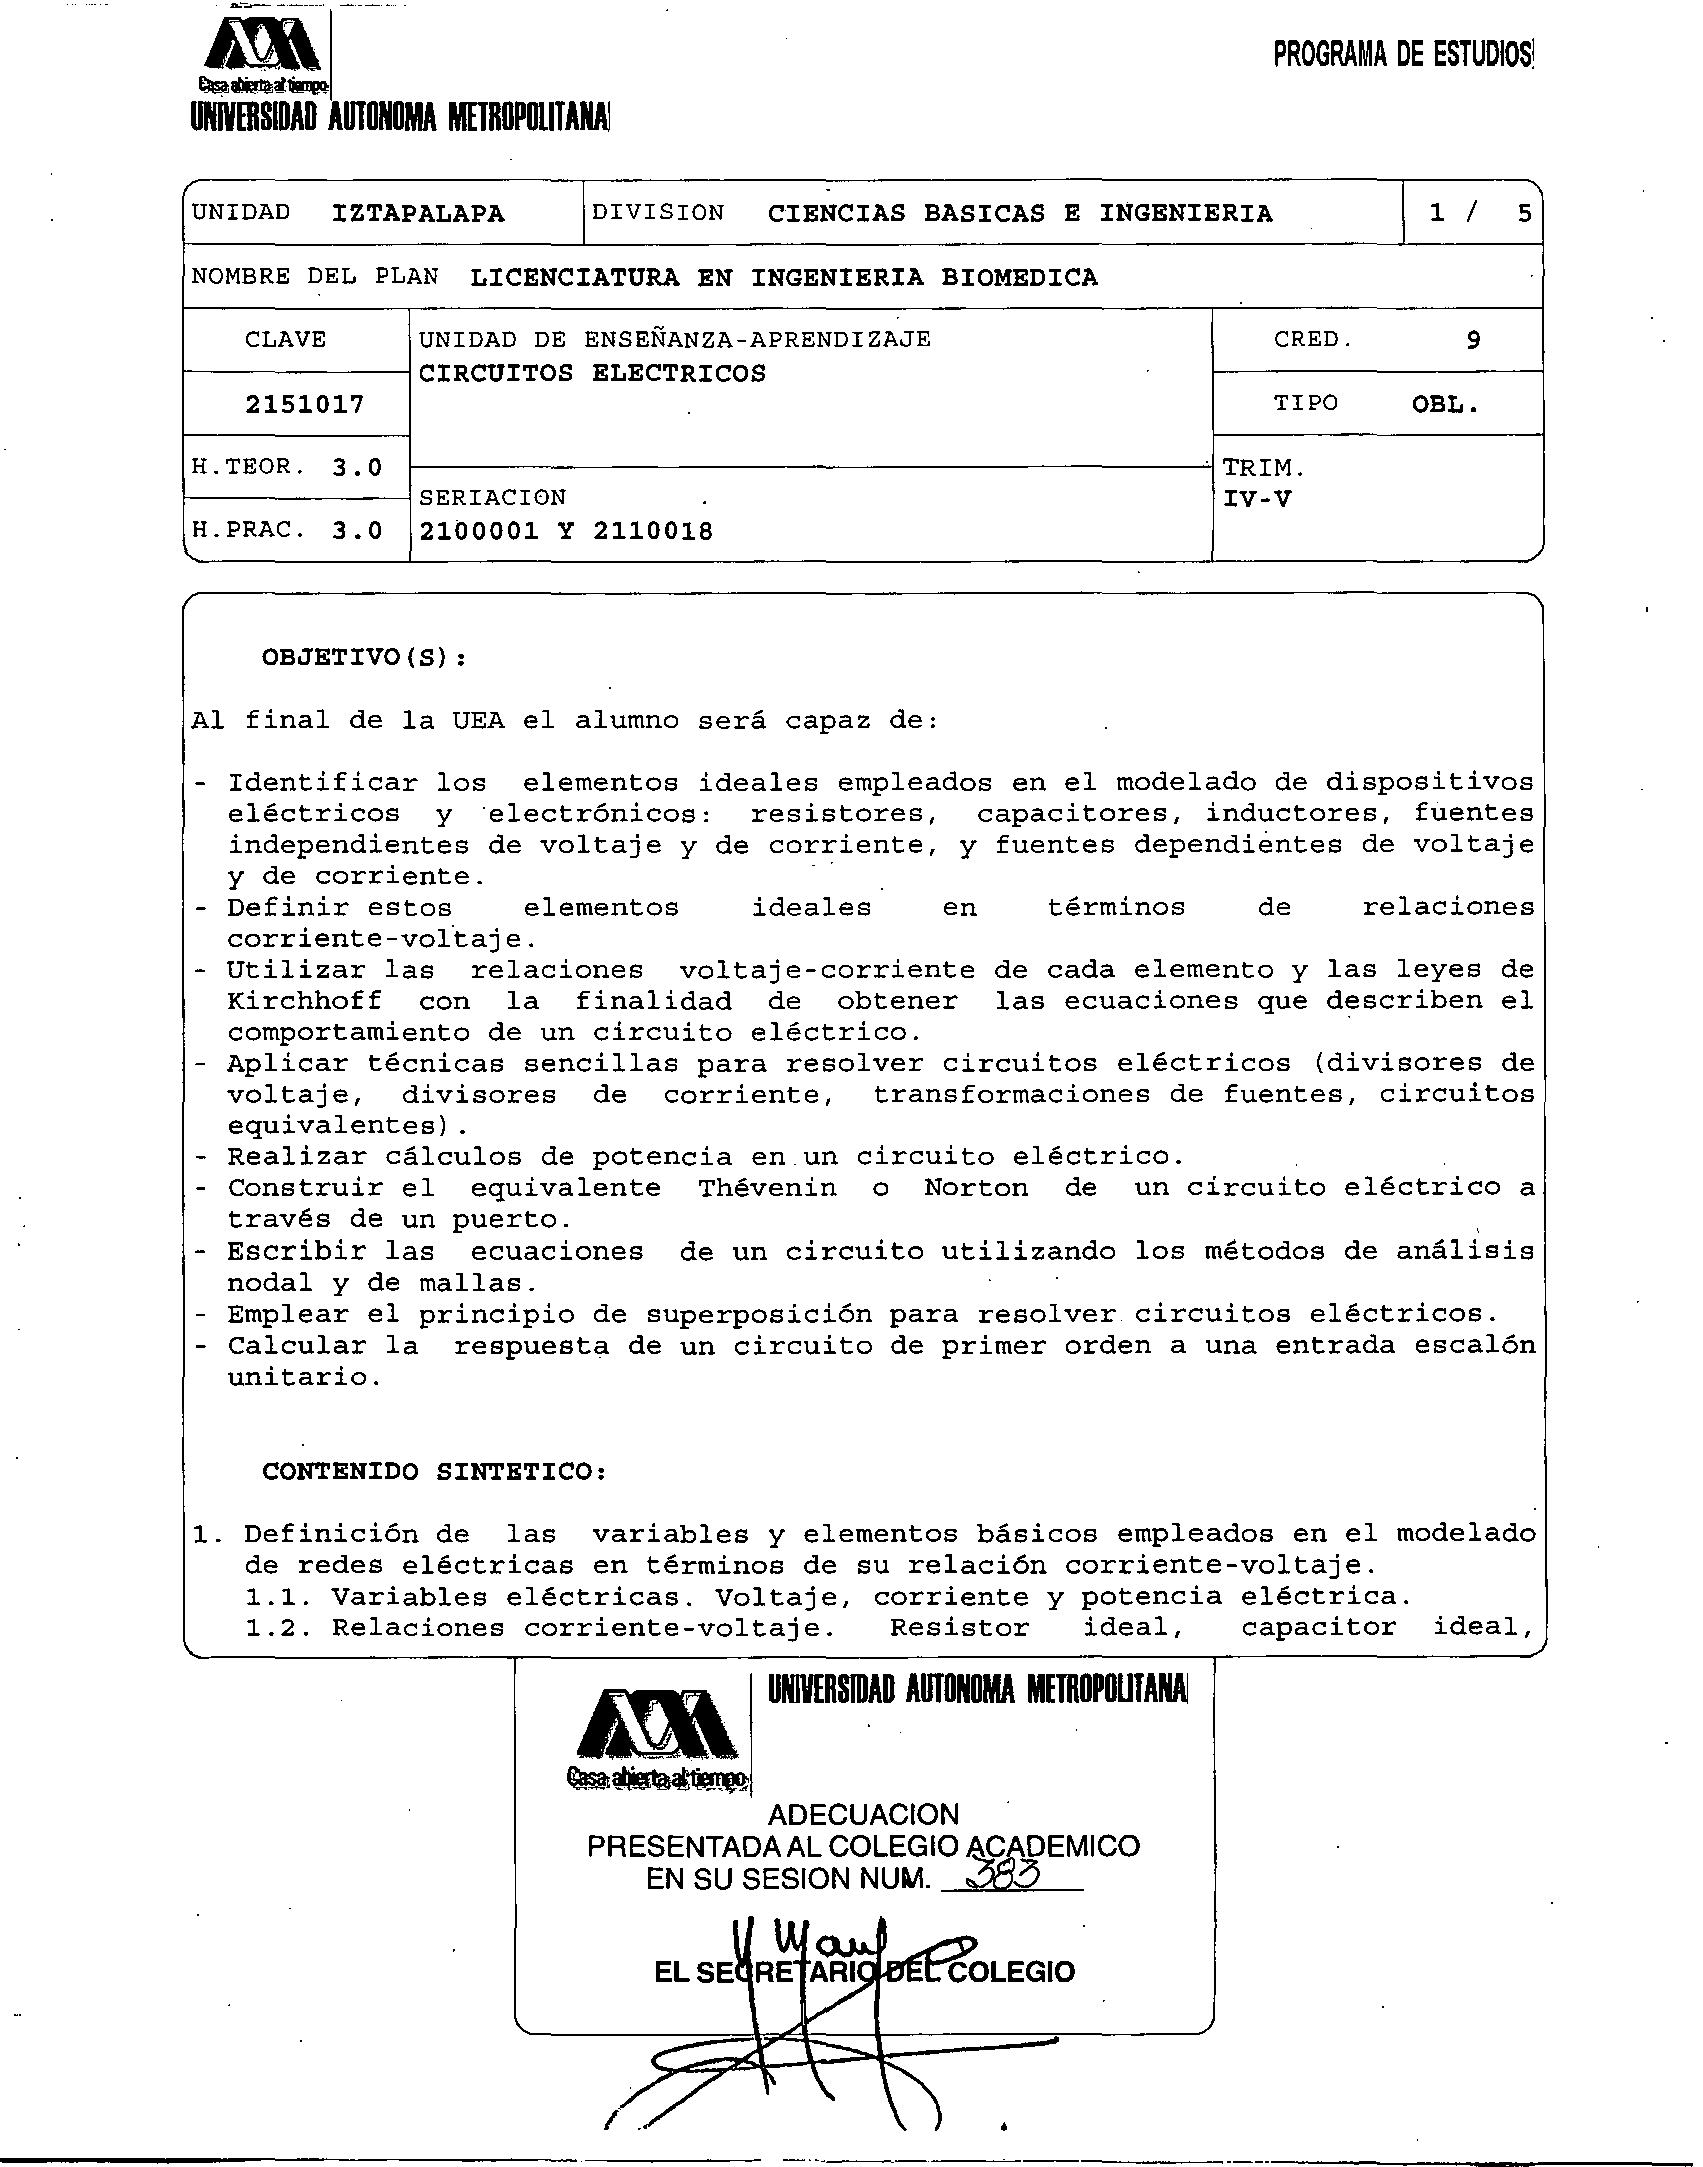 PROGRAMA DE ESTUDIOS
Casa abierta al tiempo
UNIVERSIDAD AUTONOMA METROPOLITANA
UNIDAD IZTAPALAPA DIVISION CIENCIAS BASICAS E INGENIERIA 1 / 5
NOMBRE DEL PLAN LICENCIATURA EN INGENIERIA BIOMEDICA
CLAVE UNIDAD DE ENSEÑANZA-APRENDIZAJE CRED. 9
CIRCUITOS ELECTRICOS
2151017 TIPO OBL.
H.TEOR. 3.0 TRIM.
SERIACION IV-V
H.PRAC. 3.0 2100001 Y 2110018
OBJETIVO(S):
Al final de la UEA el alumno será capaz de:
- Identificar los elementos ideales empleados en el modelado de dispositivos
eléctricos y electrónicos: resistores, capacitores, inductores, fuentes
independientes de voltaje y de corriente, y fuentes dependientes de voltaje
y de corriente.
- Definir estos elementos ideales en términos de relaciones
corriente-voltaje.
- Utilizar las relaciones voltaje-corriente de cada elemento y las leyes de
Kirchhoff con la finalidad de obtener las ecuaciones que describen el
comportamiento de un circuito eléctrico.
- Aplicar técnicas sencillas para resolver circuitos eléctricos (divisores de
voltaje, divisores de corriente, transformaciones de fuentes, circuitos
equivalentes).
- Realizar cálculos de potencia en un circuito eléctrico.
- Construir el equivalente Thévenin o Norton de un circuito eléctrico a
través de un puerto.
- Escribir las ecuaciones de un circuito utilizando los métodos de análisis
nodal y de mallas.
- Emplear el principio de superposición para resolver circuitos eléctricos.
- Calcular la respuesta de un circuito de primer orden a una entrada escalón
unitario.
CONTENIDO SINTETICO:
1. Definición de las variables y elementos básicos empleados en el modelado
de redes eléctricas en términos de su relación corriente-voltaje.
1.1. Variables eléctricas. Voltaje, corriente y potencia eléctrica.
1.2. Relaciones corriente-voltaje. Resistor ideal, capacitor ideal,
UNIVERSIDAD AUTONOMA METROPOLITANA
Casa abierta al tiempo
ADECUACION
PRESENTADA AL COLEGIO ACADEMICO
EN SU SESION NUM. 383
EL SECRETARIO DEL COLEGIO